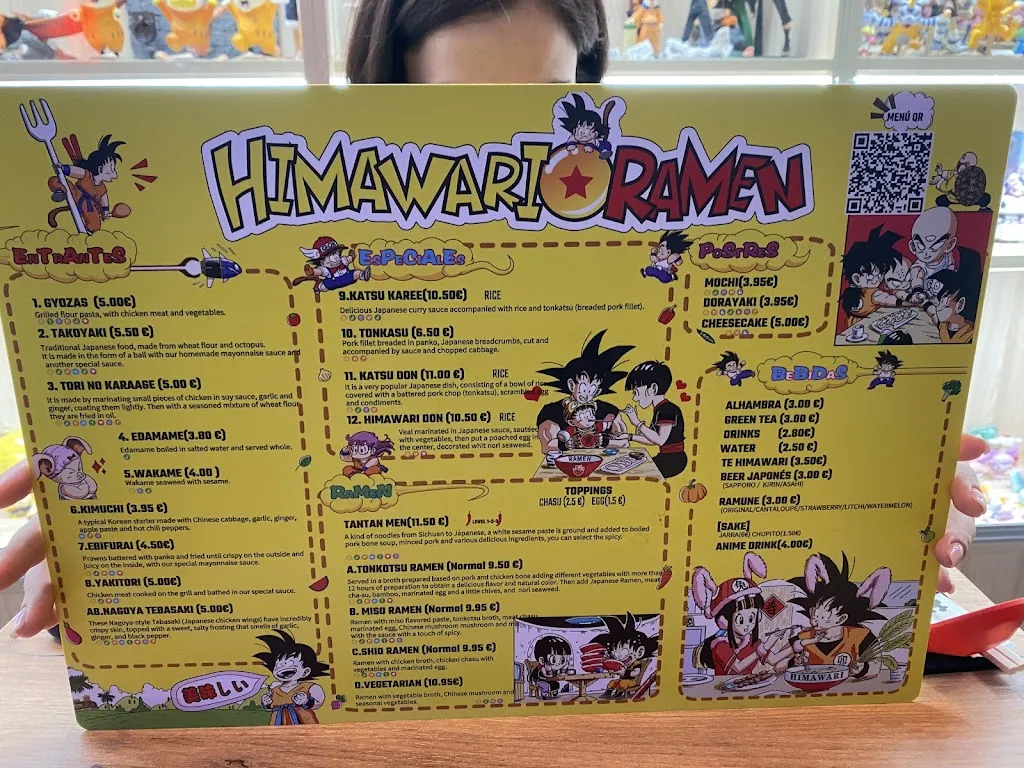 HIMAWARI RAMEN
MENÚ QR
ENTRANTES
1. GYOZAS (5.00€)
Grilled flour pasta, with chicken meat and vegetables.
2. TAKOYAKI (5.50 €)
Traditional Japanese food, made from wheat flour and octopus.
It is made in the form of a ball with our homemade mayonnaise sauce and
another special sauce.
3. TORI NO KARAAGE (5.00 €)
It is made by marinating small pieces of chicken in soy sauce, garlic and
ginger, coating them lightly. Then with a seasoned mixture of wheat flour
they are fried in oil.
4. EDAMAME(3.80 €)
Edamame boiled in salted water and served whole.
5.WAKAME (4.00 )
Wakame seaweed with sesame.
6.KIMUCHI (3.95 €)
A typical Korean starter made with Chinese cabbage, garlic, ginger,
apple paste and hot chili peppers.
7.EBIFURAI (4.50€)
Prawns battered with panko and fried until crispy on the outside and
juicy on the inside, with our special mayonnaise sauce.
8.YAKITORI (5.00€)
Chicken meat cooked on the grill and bathed in our special sauce.
AB.NAGOYA TEBASAKI (5.00€)
These Nagoya-style Tebasaki (Japanese chicken wings) have incredibly
crispy skin, topped with a sweet, salty frosting that smells of garlic,
ginger, and black pepper.
美味しい
ESPECIALES
9.KATSU KAREE(10.50€) RICE
Delicious Japanese curry sauce accompanied with rice and tonkatsu (breaded pork fillet).
10. TONKASU (6.50 €)
Pork fillet breaded in panko, Japanese breadcrumbs, cut and
accompanied by sauce and chopped cabbage.
11. KATSU DON (11.00 €) RICE
It is a very popular Japanese dish, consisting of a bowl of rice
covered with a battered pork chop (tonkatsu), scrambled egg
and condiments.
12. HIMAWARI DON (10.50 €) RICE
Veal marinated in Japanese sauce, sauteed
with vegetables, then put a poached egg in
the center, decorated whit nori seaweed.
RAMEN
RAMEN
TOPPINGS
CHASU (2.5 €) EGG(1.5 €)
TANTAN MEN(11.50 €) LEVEL 1-2-3
A kind of noodles from Sichuan to Japanese, a white sesame paste is ground and added to boiled
pork bone soup, minced pork and various delicious ingredients, you can select the spicy.
A.TONKOTSU RAMEN (Normal 9.50 €)
Served in a broth prepared based on pork and chicken bone adding different vegetables with more than
12 hours of preparation to obtain a delicious flavor and natural color. Then add Japanese Ramen, meat
cha-su, bamboo, marinated egg and a little chives, and nori seaweed.
B. MISO RAMEN (Normal 9.95 €)
Ramen with miso flavored paste, tonkotsu broth, meat
marinated egg, Chinese mushroom mushroom and
with the sauce with a touch of spicy.
C.SHIO RAMEN (Normal 9.95 €)
Ramen with chicken broth, chicken chasu with
vegetables and marinated egg.
D.VEGETARIAN (10.95€)
Ramen with vegetable broth, Chinese mushroom and
seasonal vegetables.
POSTRES
MOCHI(3.95€)
DORAYAKI (3.95€)
CHEESECAKE (5.00€)
BEBIDAS
ALHAMBRA (3.00 €)
GREEN TEA (3.00 €)
DRINKS (2.80€)
WATER (2.50 €)
TE HIMAWARI (3.50€)
BEER JAPONÉS (3.00 €)
(SAPPORO / KIRIN/ASAHI)
RAMUNE (3.00 €)
(ORIGINAL/CANTALOUPE/STRAWBERRY/LITCHI/WATERMELON)
[SAKE]
JARRA(6€) CHUPITO(1.50€)
ANIME DRINK(4.00€)
HIMAWARI